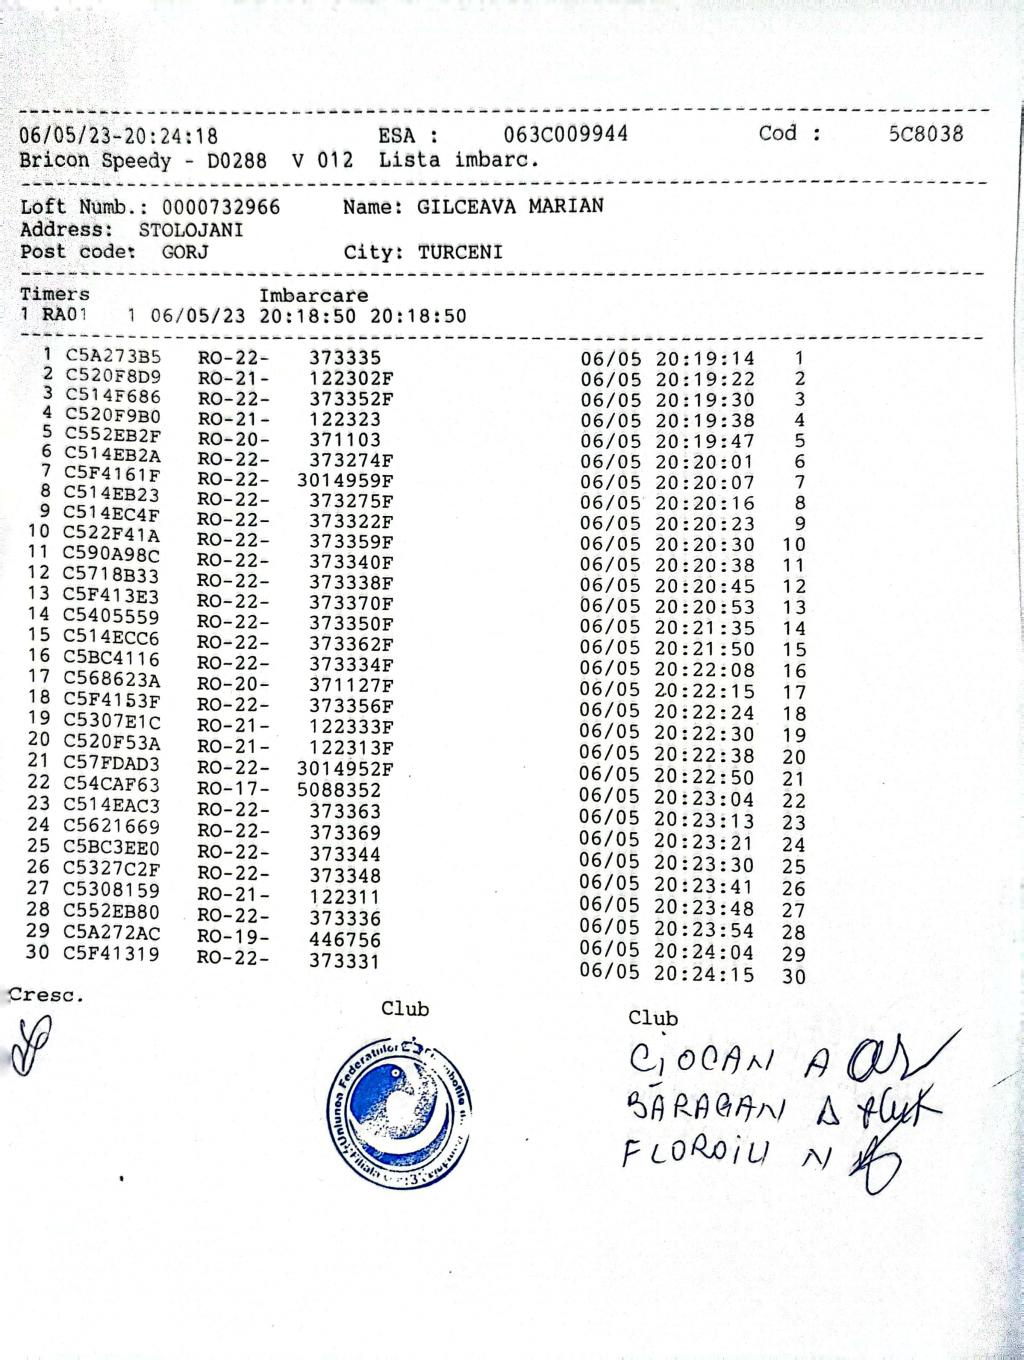 06/05/23-20:24:18 ESA : 063C009944 Cod : 5C8038
Bricon Speedy - D0288 V 012 Lista imbarc.
Loft Numb.: 0000732966 Name: GILCEAVA MARIAN
Address: STOLOJANI
Post code: GORJ City: TURCENI
Timers Imbarcare
1 RA01 1 06/05/23 20:18:50 20:18:50
1 C5A273B5 RO-22- 373335 06/05 20:19:14 1
2 C520F8D9 RO-21- 122302F 06/05 20:19:22 2
3 C514F686 RO-22- 373352F 06/05 20:19:30 3
4 C520F9B0 RO-21- 122323 06/05 20:19:38 4
5 C552EB2F RO-20- 371103 06/05 20:19:47 5
6 C514EB2A RO-22- 373274F 06/05 20:20:01 6
7 C5F4161F RO-22- 3014959F 06/05 20:20:07 7
8 C514EB23 RO-22- 373275F 06/05 20:20:16 8
9 C514EC4F RO-22- 373322F 06/05 20:20:23 9
10 C522F41A RO-22- 373359F 06/05 20:20:30 10
11 C590A98C RO-22- 373340F 06/05 20:20:38 11
12 C5718B33 RO-22- 373338F 06/05 20:20:45 12
13 C5F413E3 RO-22- 373370F 06/05 20:20:53 13
14 C5405559 RO-22- 373350F 06/05 20:21:35 14
15 C514ECC6 RO-22- 373362F 06/05 20:21:50 15
16 C5BC4116 RO-22- 373334F 06/05 20:22:08 16
17 C568623A RO-20- 371127F 06/05 20:22:15 17
18 C5F4153F RO-22- 373356F 06/05 20:22:24 18
19 C5307E1C RO-21- 122333F 06/05 20:22:30 19
20 C520F53A RO-21- 122313F 06/05 20:22:38 20
21 C57FDAD3 RO-22- 3014952F 06/05 20:22:50 21
22 C54CAF63 RO-17- 5088352 06/05 20:23:04 22
23 C514EAC3 RO-22- 373363 06/05 20:23:13 23
24 C5621669 RO-22- 373369 06/05 20:23:21 24
25 C5BC3EE0 RO-22- 373344 06/05 20:23:30 25
26 C5327C2F RO-22- 373348 06/05 20:23:41 26
27 C5308159 RO-21- 122311 06/05 20:23:48 27
28 C552EB80 RO-22- 373336 06/05 20:23:54 28
29 C5A272AC RO-19- 446756 06/05 20:24:04 29
30 C5F41319 RO-22- 373331 06/05 20:24:15 30
Cresc. Club Club
CIOCAN A
BĂRAGAN D
FLOROIU N
Uniunea Federatiilor
Filiala